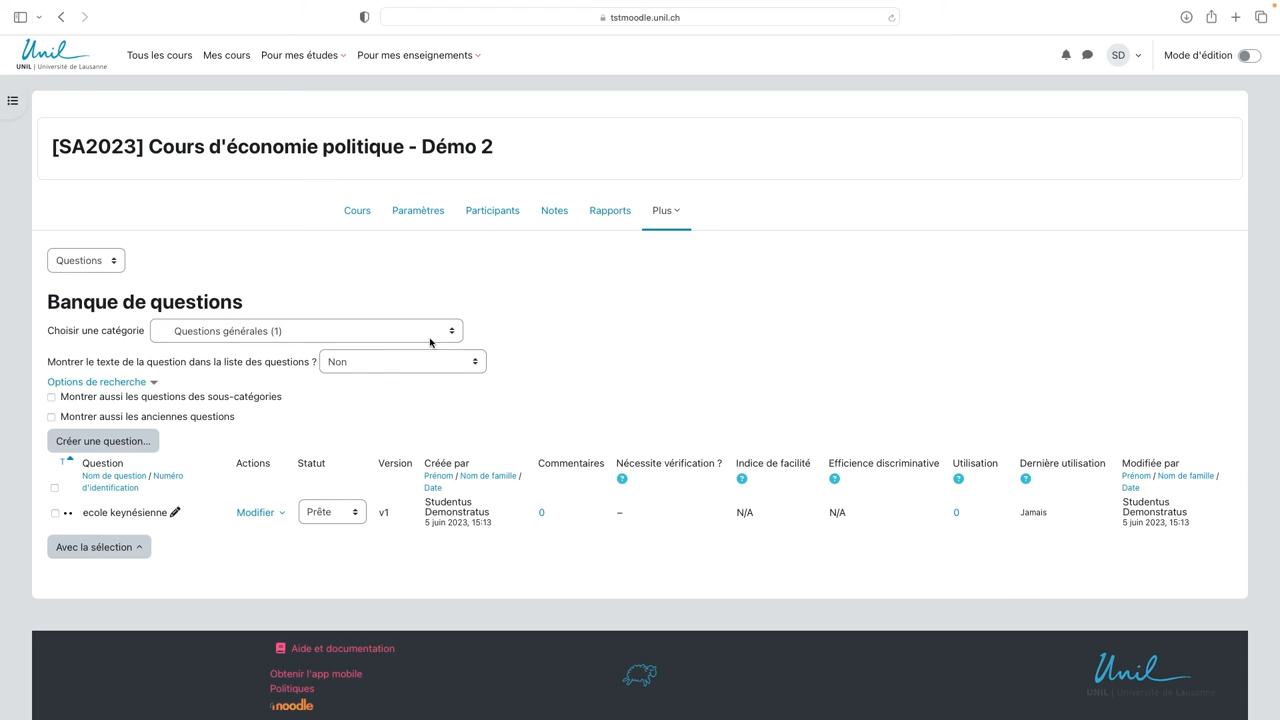 tstmoodle.unil.ch
Unil
UNIL | Université de Lausanne
Tous les cours Mes cours Pour mes études Pour mes enseignements
SD
Mode d'édition
[SA2023] Cours d'économie politique - Démo 2
Cours Paramètres Participants Notes Rapports Plus
Questions
Banque de questions
Choisir une catégorie Questions générales (1)
Montrer le texte de la question dans la liste des questions ? Non
Options de recherche
Montrer aussi les questions des sous-catégories
Montrer aussi les anciennes questions
Créer une question...
T Question Actions Statut Version Créée par Commentaires Nécessite vérification ? Indice de facilité Efficience discriminative Utilisation Dernière utilisation Modifiée par
Nom de question / Numéro Prénom / Nom de famille / Prénom / Nom de famille /
d'identification Date Date
ecole keynésienne Modifier Prête v1 Studentus Demonstratus 0 – N/A N/A 0 Jamais Studentus Demonstratus
5 juin 2023, 15:13 5 juin 2023, 15:13
Avec la sélection
Aide et documentation
Obtenir l'app mobile
Politiques
moodle
Unil
UNIL | Université de Lausanne